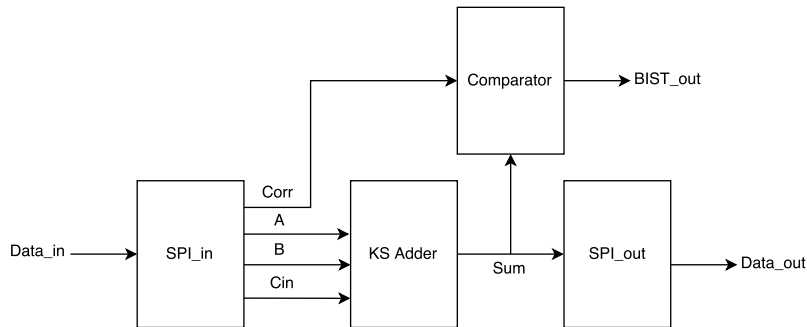 Comparator
BIST_out
Corr
A
Data_in
SPI_in
B
KS Adder
Sum
SPI_out
Data_out
Cin